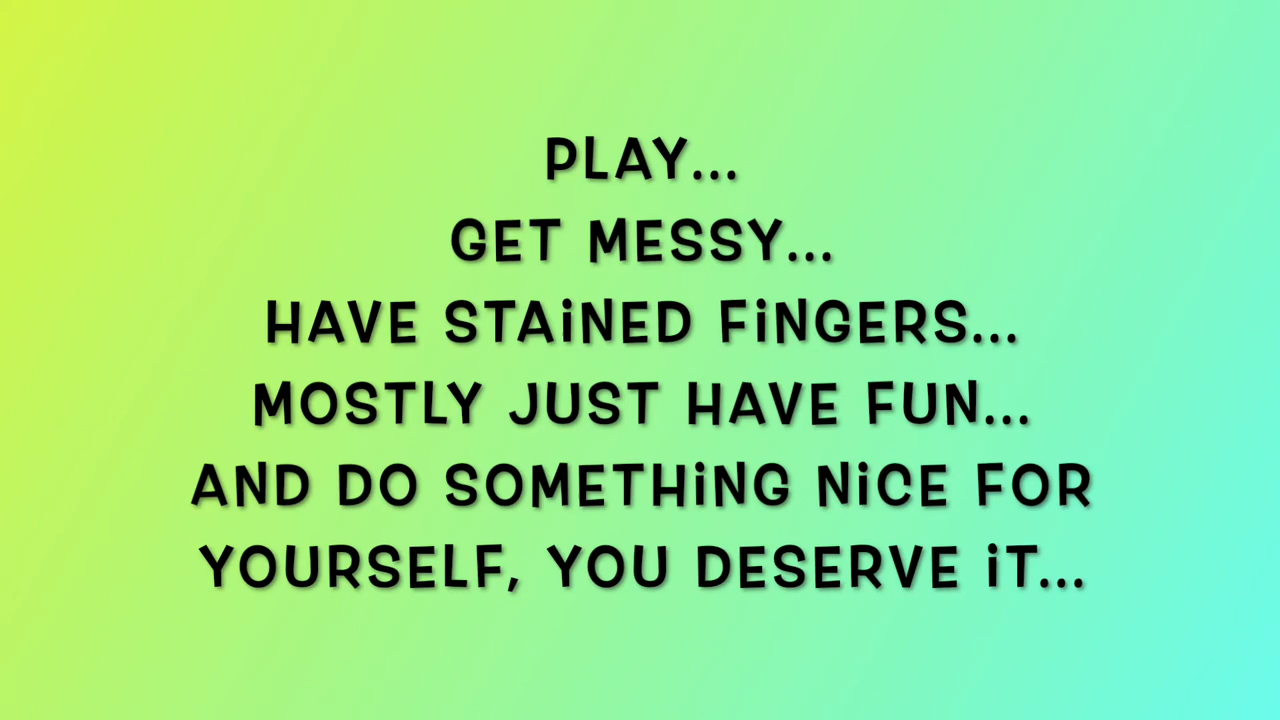 PLAY...
GET MESSY...
HAVE STAiNED FiNGERS...
MOSTLY JUST HAVE FUN...
AND DO SOMETHiNG NiCE FOR
YOURSELF, YOU DESERVE iT...